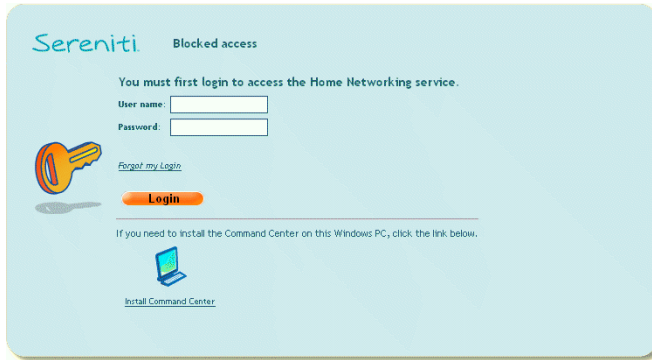 Sereniti. Blocked access
You must first login to access the Home Networking service.
User name:
Password:
Forgot my Login
Login
If you need to install the Command Center on this Windows PC, click the link below.
Install Command Center